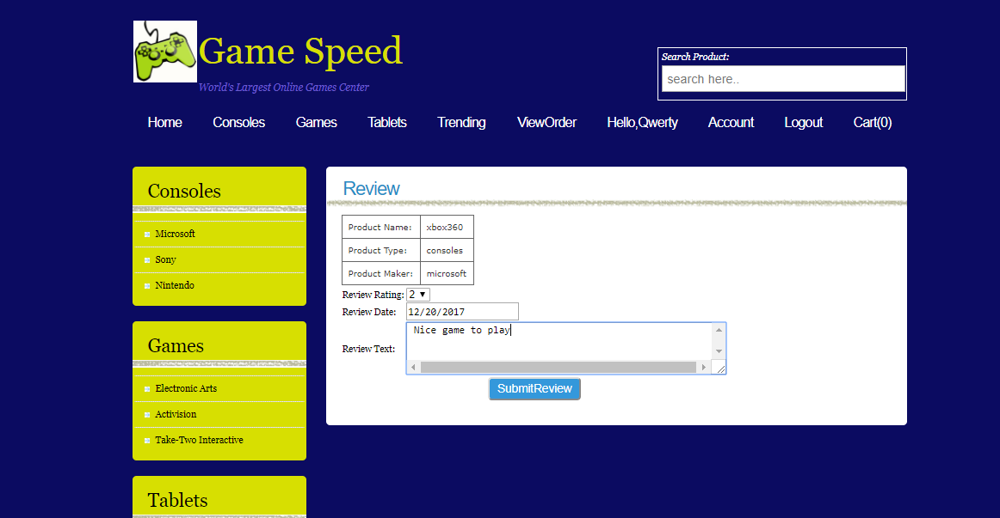 Game Speed
World's Largest Online Games Center
Search Product:
search here..
Home Consoles Games Tablets Trending ViewOrder Hello,Qwerty Account Logout Cart(0)
Consoles
Microsoft
Sony
Nintendo
Games
Electronic Arts
Activision
Take-Two Interactive
Tablets
Review
Product Name: xbox360
Product Type: consoles
Product Maker: microsoft
Review Rating: 2
Review Date: 12/20/2017
Review Text: Nice game to play
SubmitReview